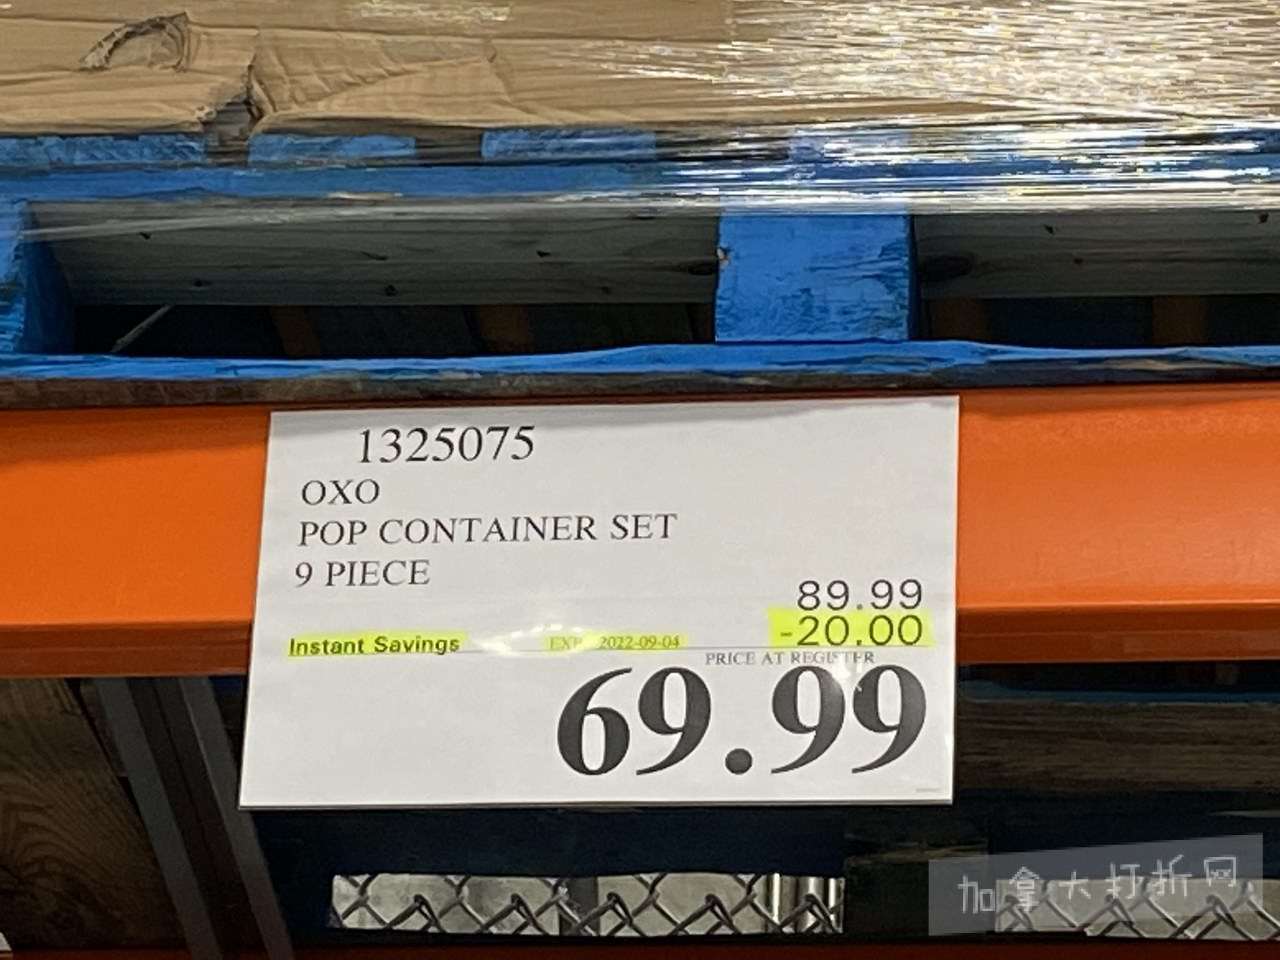 1325075
OXO
POP CONTAINER SET
9 PIECE
89.99
Instant Savings EXP. 2022-09-04 -20.00
PRICE AT REGISTER
69.99
加拿大打折网